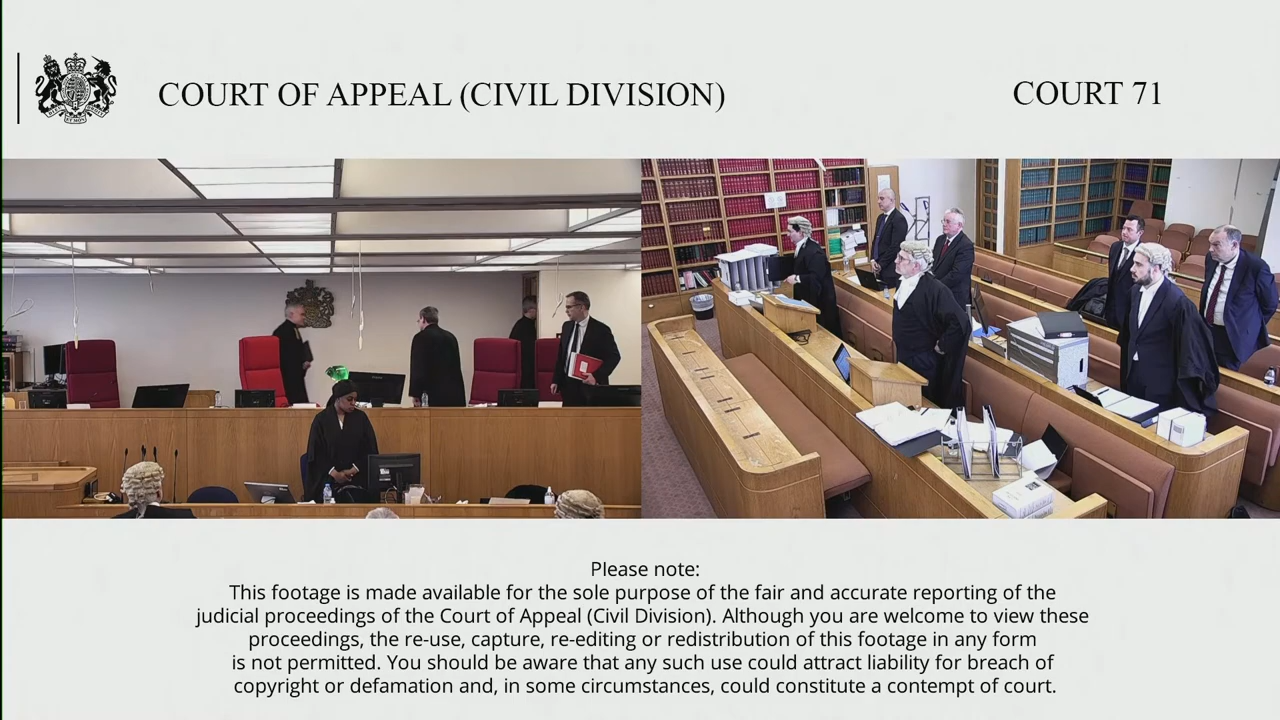 COURT OF APPEAL (CIVIL DIVISION)
COURT 71
Please note:
This footage is made available for the sole purpose of the fair and accurate reporting of the
judicial proceedings of the Court of Appeal (Civil Division). Although you are welcome to view these
proceedings, the re-use, capture, re-editing or redistribution of this footage in any form
is not permitted. You should be aware that any such use could attract liability for breach of
copyright or defamation and, in some circumstances, could constitute a contempt of court.